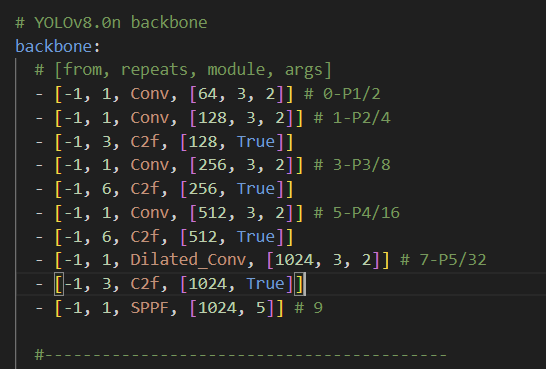 # YOLOv8.0n backbone
backbone:
# [from, repeats, module, args]
- [-1, 1, Conv, [64, 3, 2]] # 0-P1/2
- [-1, 1, Conv, [128, 3, 2]] # 1-P2/4
- [-1, 3, C2f, [128, True]]
- [-1, 1, Conv, [256, 3, 2]] # 3-P3/8
- [-1, 6, C2f, [256, True]]
- [-1, 1, Conv, [512, 3, 2]] # 5-P4/16
- [-1, 6, C2f, [512, True]]
- [-1, 1, Dilated_Conv, [1024, 3, 2]] # 7-P5/32
- [-1, 3, C2f, [1024, True]]
- [-1, 1, SPPF, [1024, 5]] # 9
#------------------------------------------